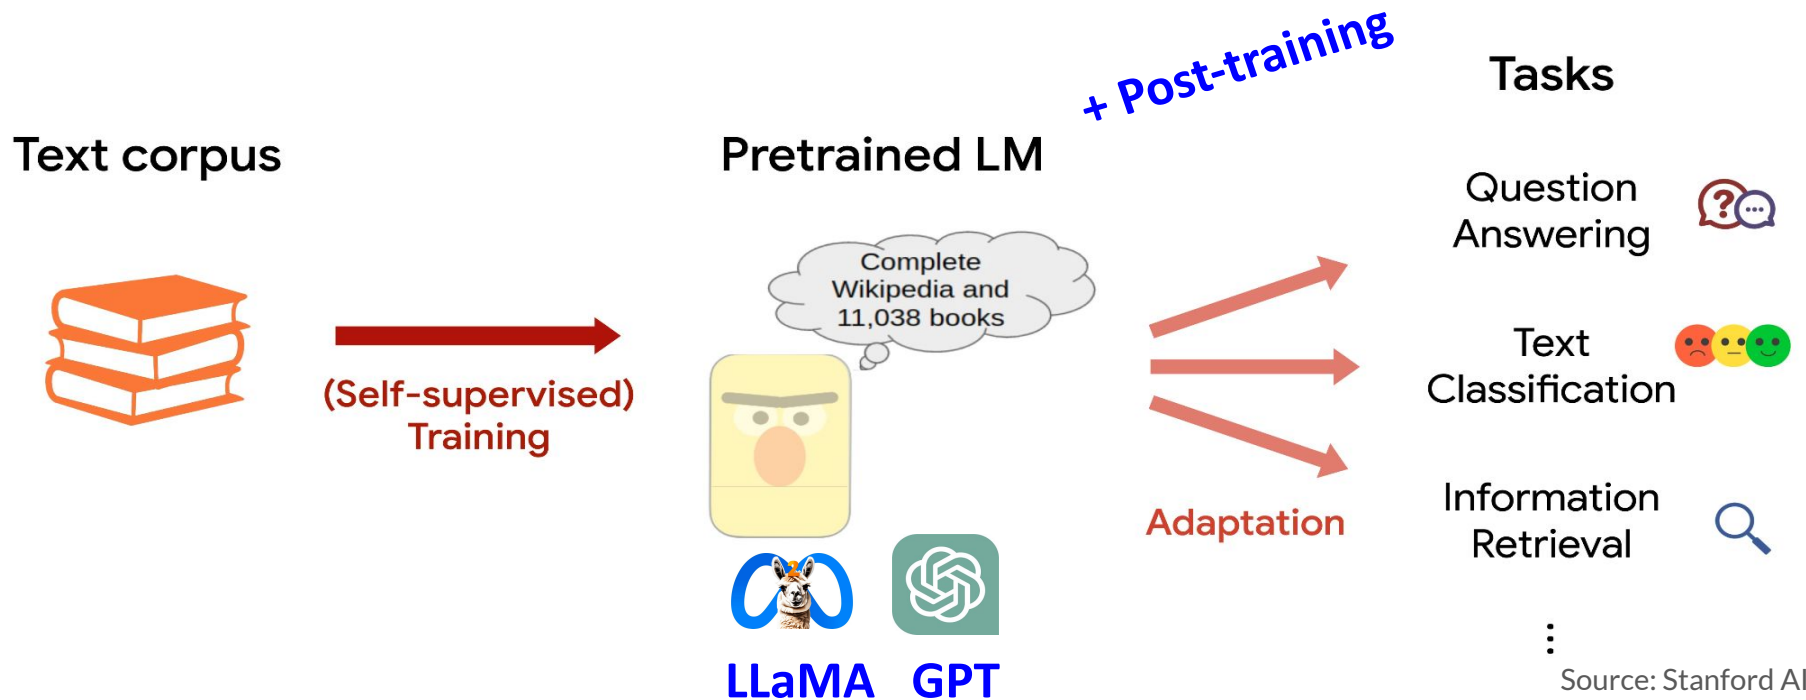 + Post-training
Tasks
Text corpus
Pretrained LM
Question
Answering
Complete
Wikipedia and
11,038 books
Text
Classification
(Self-supervised)
Training
Information
Retrieval
Adaptation
2
LLaMA
GPT
Source: Stanford AI